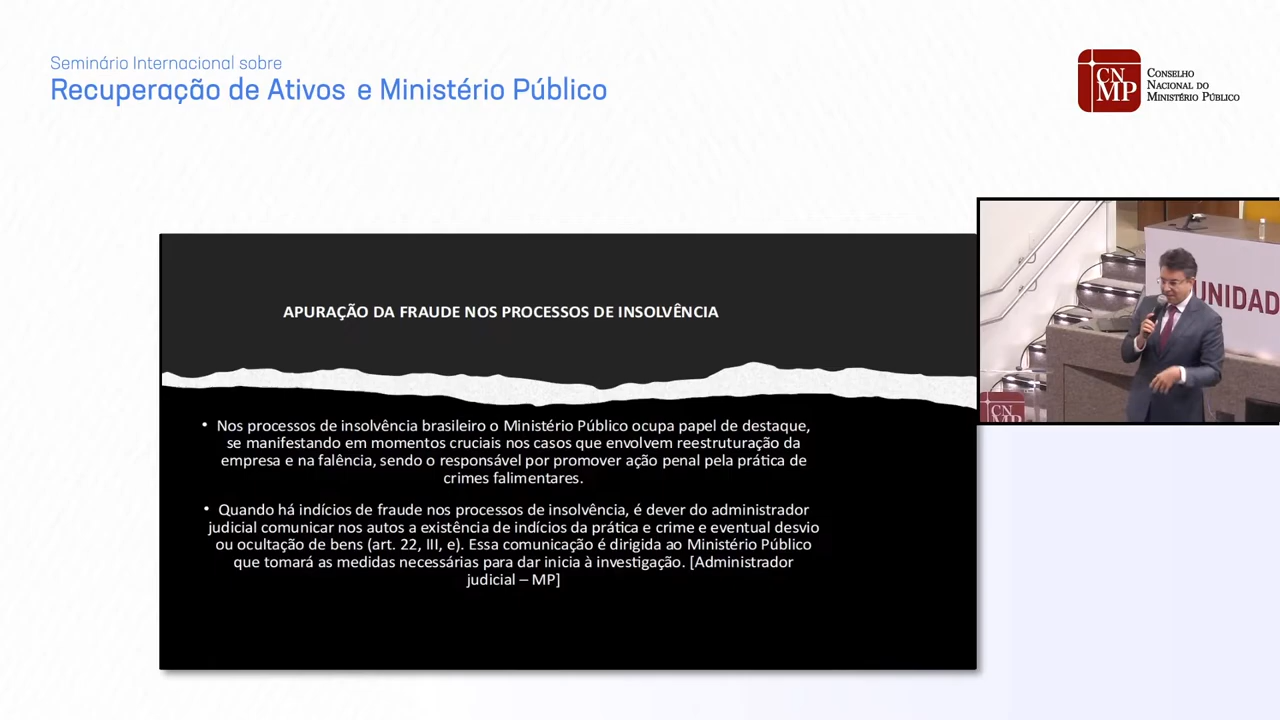 Seminário Internacional sobre
Recuperação de Ativos e Ministério Público
CN
MP
CONSELHO
NACIONAL DO
MINISTÉRIO PÚBLICO
UNIDAD
CN
MP
APURAÇÃO DA FRAUDE NOS PROCESSOS DE INSOLVÊNCIA
• Nos processos de insolvência brasileiro o Ministério Público ocupa papel de destaque,
se manifestando em momentos cruciais nos casos que envolvem reestruturação da
empresa e na falência, sendo o responsável por promover ação penal pela prática de
crimes falimentares.
• Quando há indícios de fraude nos processos de insolvência, é dever do administrador
judicial comunicar nos autos a existência de indícios da prática e crime e eventual desvio
ou ocultação de bens (art. 22, III, e). Essa comunicação é dirigida ao Ministério Público
que tomará as medidas necessárias para dar inicia à investigação. [Administrador
judicial – MP]